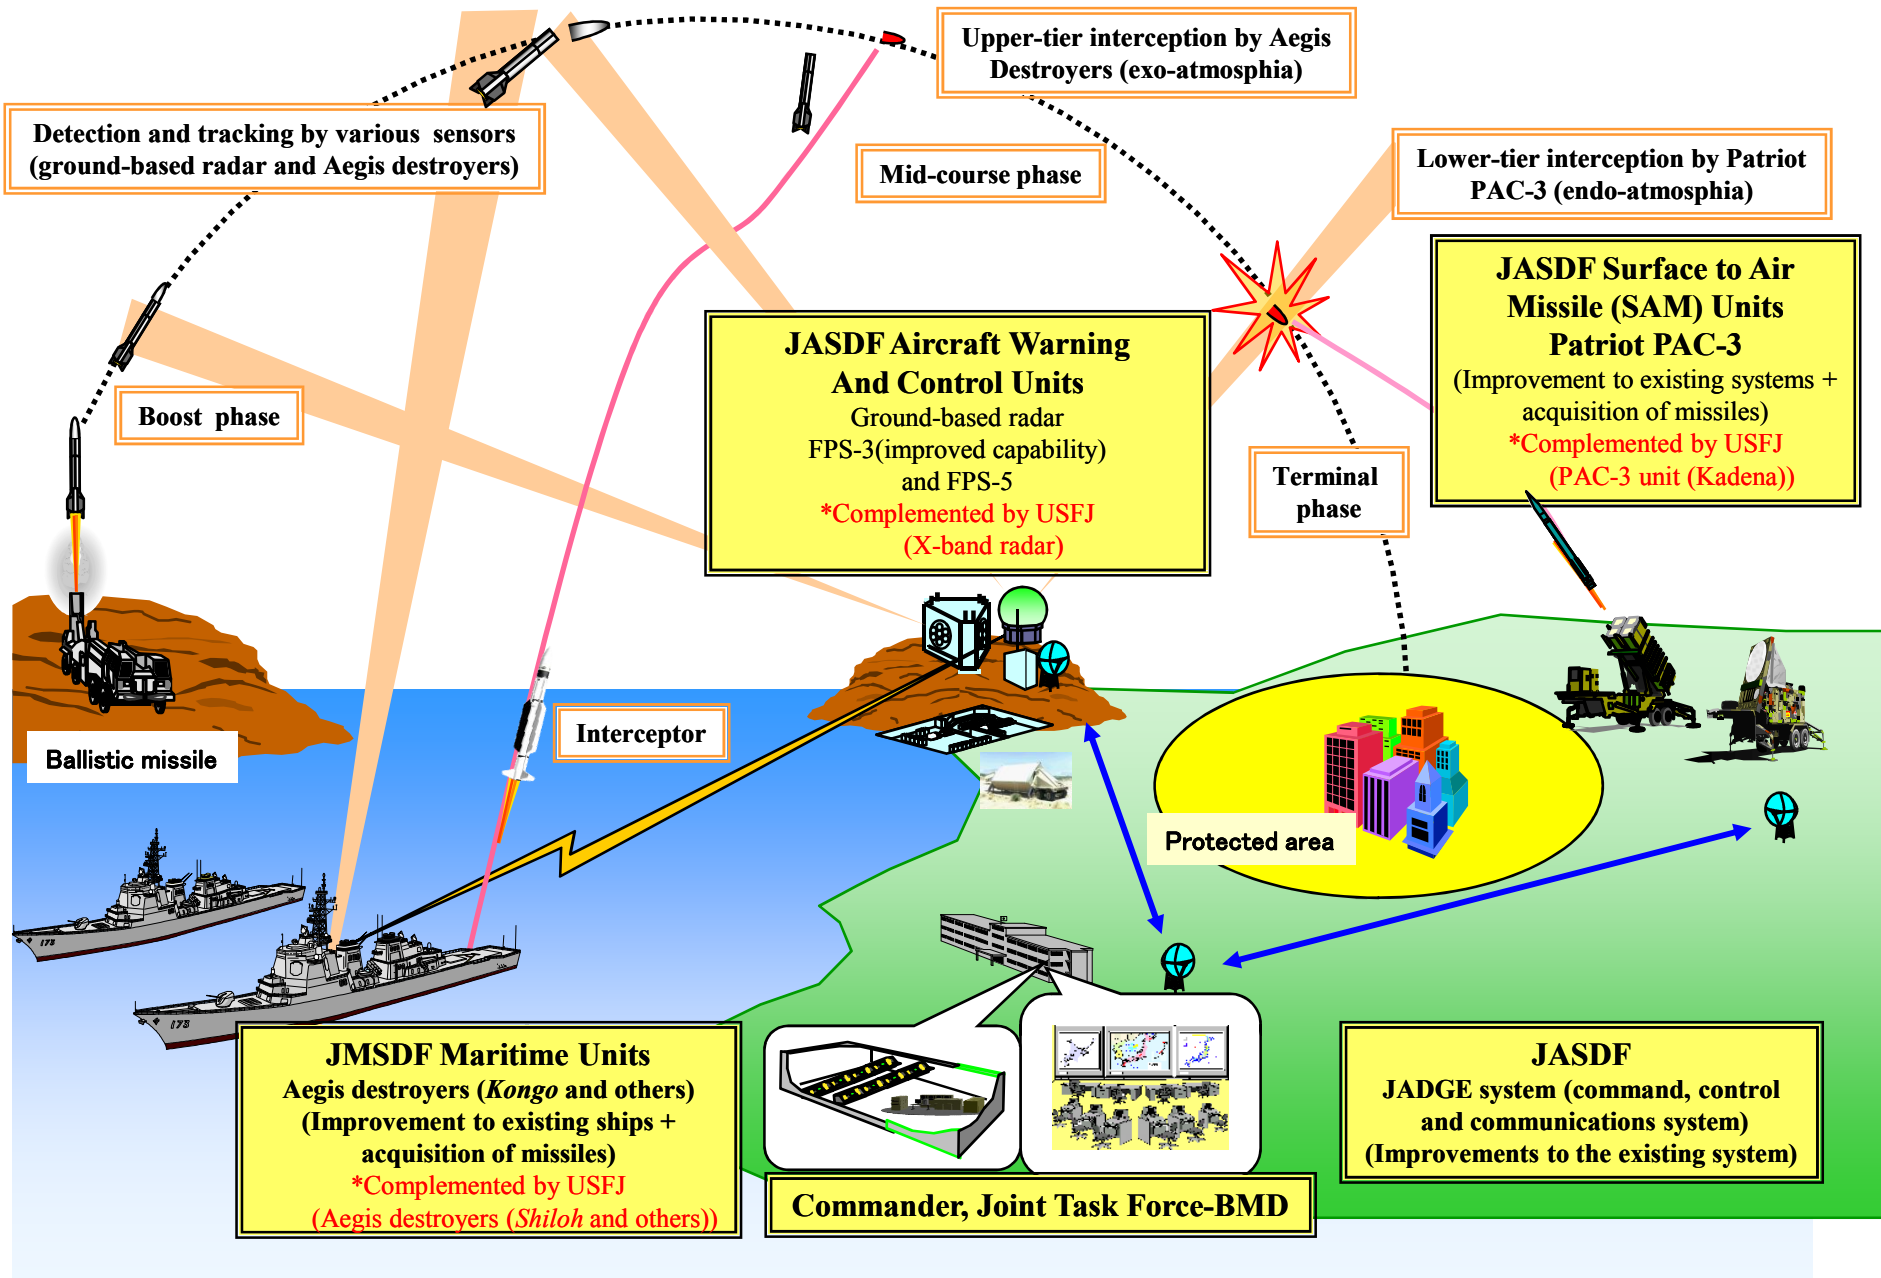 Upper-tier interception by Aegis
Destroyers (exo-atmosphia)
Detection and tracking by various sensors
(ground-based radar and Aegis destroyers)
Mid-course phase
Lower-tier interception by Patriot
PAC-3 (endo-atmosphia)
JASDF Surface to Air
Missile (SAM) Units
Patriot PAC-3
(Improvement to existing systems +
acquisition of missiles)
*Complemented by USFJ
(PAC-3 unit (Kadena))
JASDF Aircraft Warning
And Control Units
Ground-based radar
FPS-3(improved capability)
and FPS-5
*Complemented by USFJ
(X-band radar)
Boost phase
Terminal
phase
Interceptor
Ballistic missile
Protected area
173
173
JMSDF Maritime Units
Aegis destroyers (Kongo and others)
(Improvement to existing ships +
acquisition of missiles)
*Complemented by USFJ
(Aegis destroyers (Shiloh and others))
Commander, Joint Task Force-BMD
JASDF
JADGE system (command, control
and communications system)
(Improvements to the existing system)